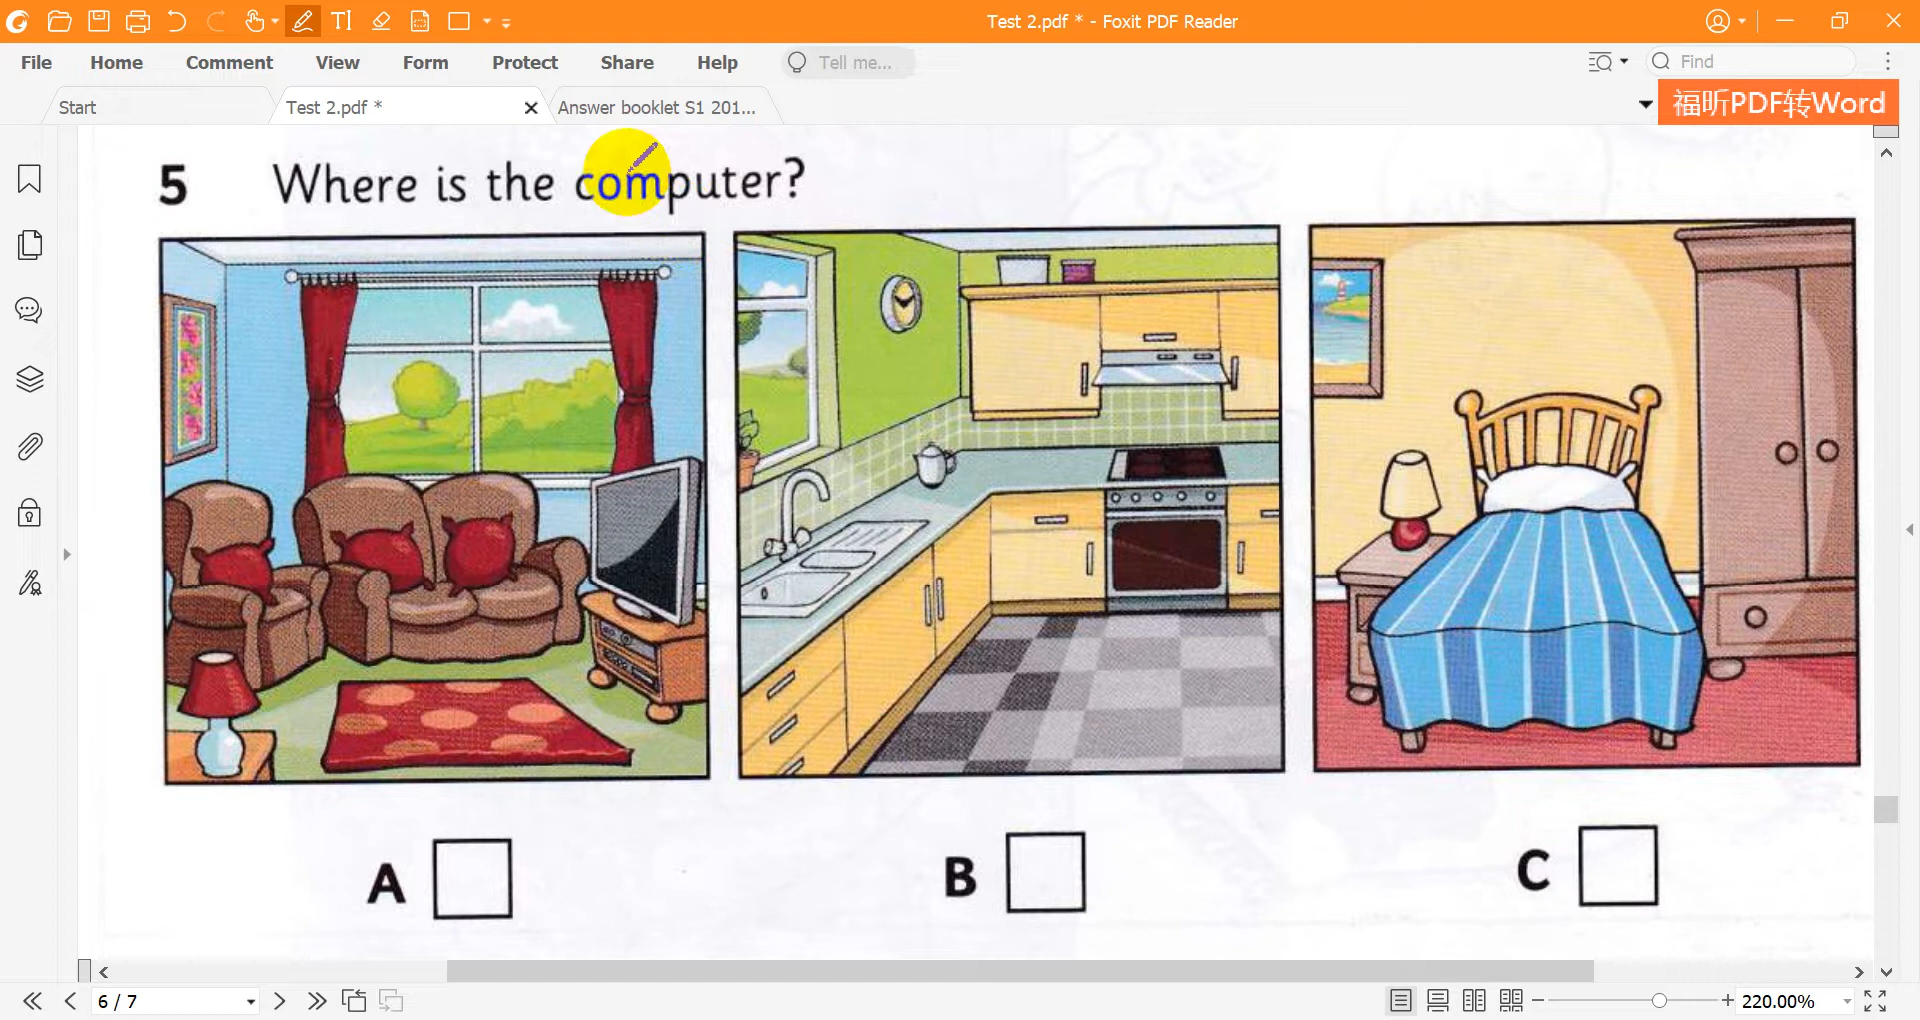 Test 2.pdf * - Foxit PDF Reader
File Home Comment View Form Protect Share Help Tell me... Find
Start Test 2.pdf * Answer booklet S1 201... 福昕PDF转Word
5 Where is the computer?
A B C
6 / 7 220.00%